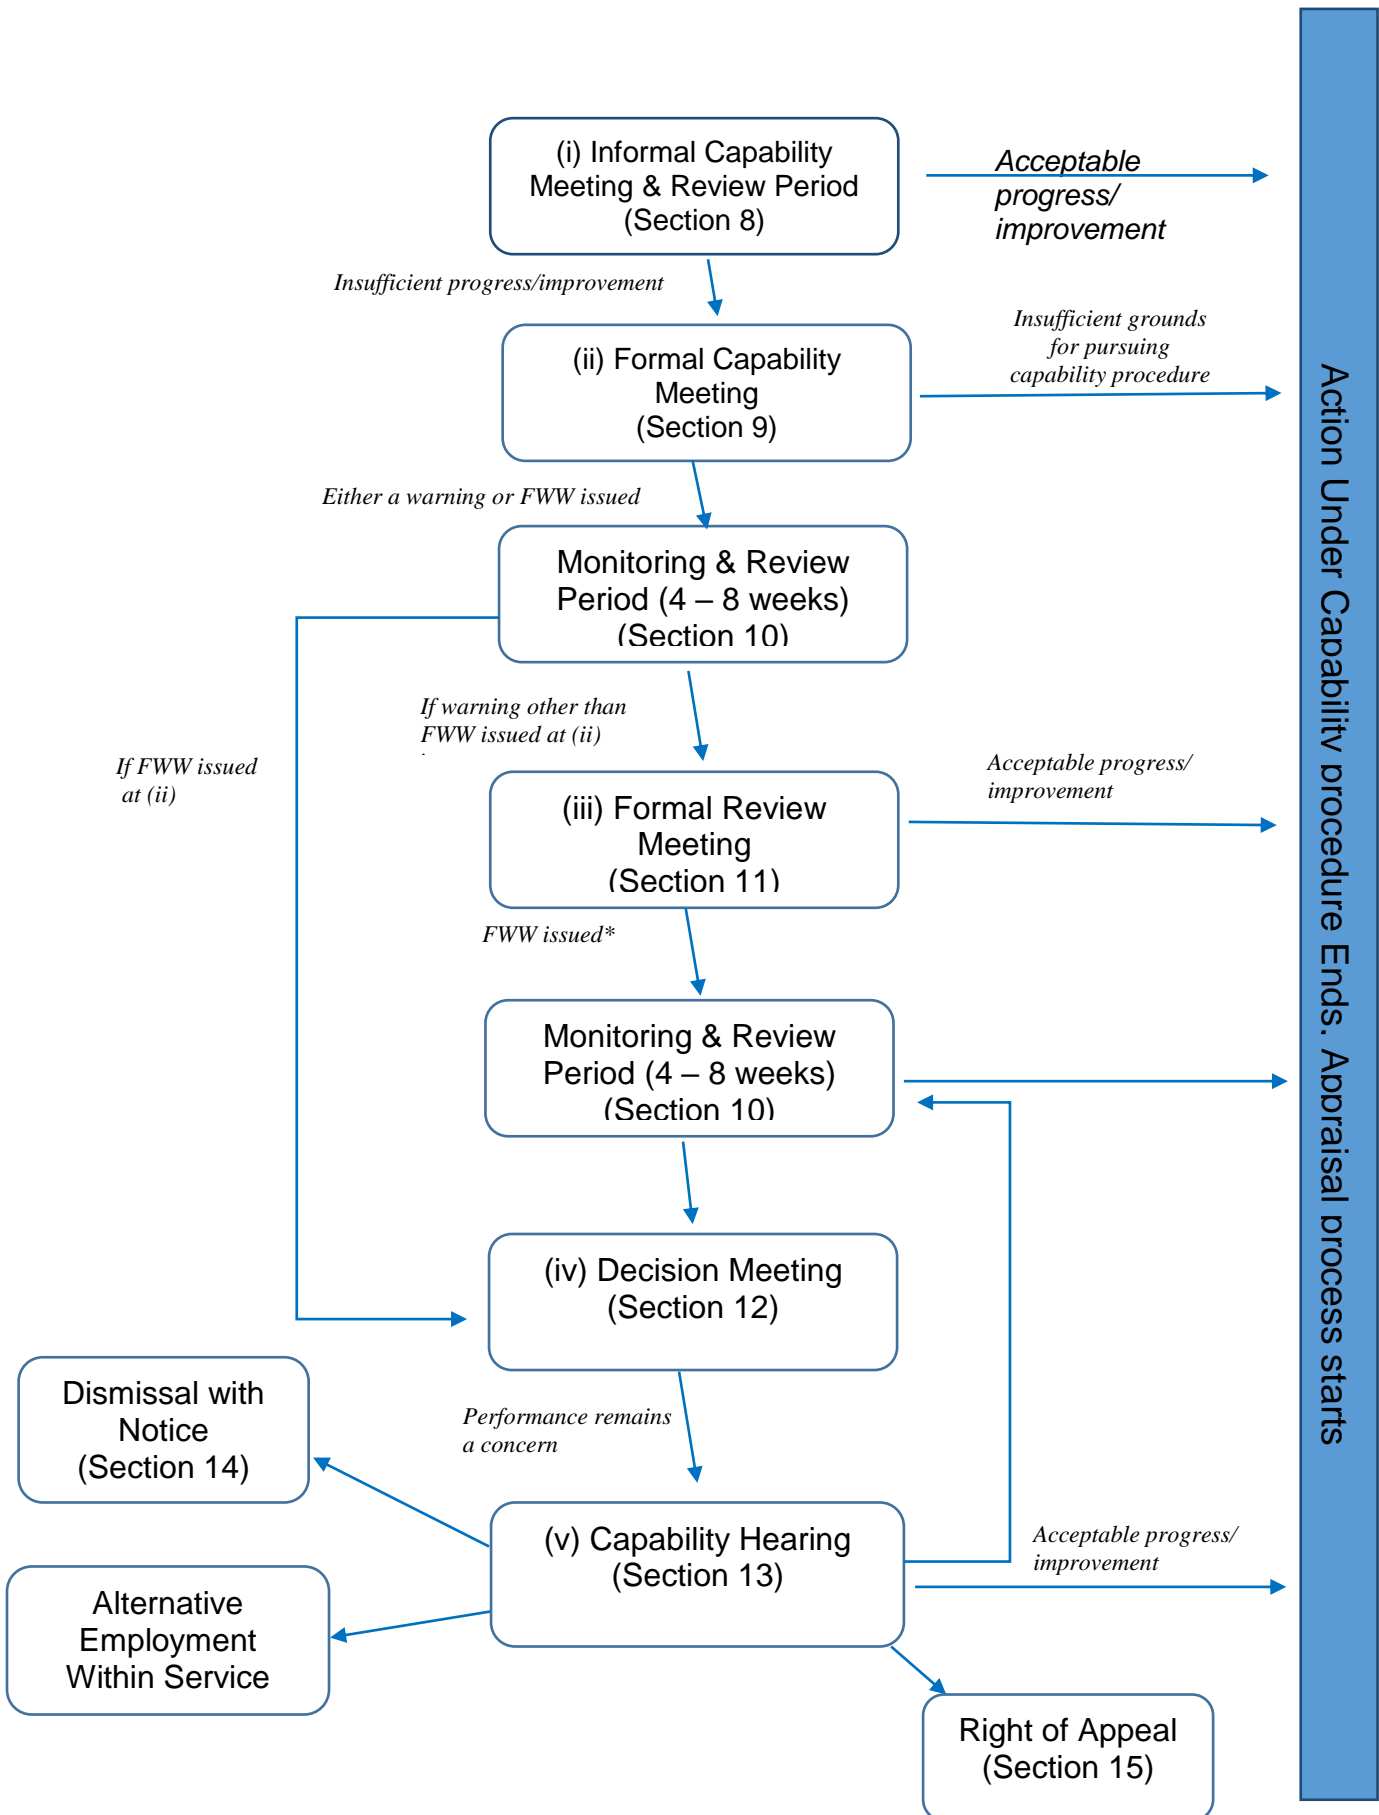 (i) Informal Capability
Meeting & Review Period
(Section 8)
Acceptable
progress/
improvement
Insufficient progress/improvement
(ii) Formal Capability
Meeting
(Section 9)
Insufficient grounds
for pursuing
capability procedure
Either a warning or FWW issued
Monitoring & Review
Period (4 – 8 weeks)
(Section 10)
If warning other than
FWW issued at (ii)
If FWW issued
at (ii)
(iii) Formal Review
Meeting
(Section 11)
Acceptable progress/
improvement
FWW issued*
Monitoring & Review
Period (4 – 8 weeks)
(Section 10)
(iv) Decision Meeting
(Section 12)
Performance remains
a concern
Dismissal with
Notice
(Section 14)
(v) Capability Hearing
(Section 13)
Acceptable progress/
improvement
Alternative
Employment
Within Service
Right of Appeal
(Section 15)
Action Under Capability procedure Ends. Appraisal process starts